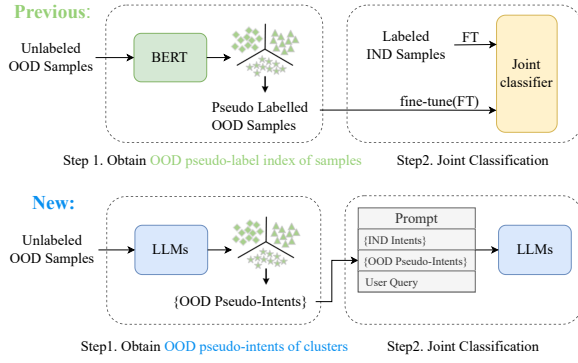 Previous:
Unlabeled
OOD Samples
BERT
Pseudo Labelled
OOD Samples
Labeled
IND Samples
FT
fine-tune(FT)
Joint
classifier
Step 1. Obtain OOD pseudo-label index of samples
Step2. Joint Classification
New:
Unlabeled
OOD Samples
LLMs
{OOD Pseudo-Intents}
Prompt
{IND Intents}
{OOD Pseudo-Intents}
User Query
LLMs
Step1. Obtain OOD pseudo-intents of clusters
Step2. Joint Classification